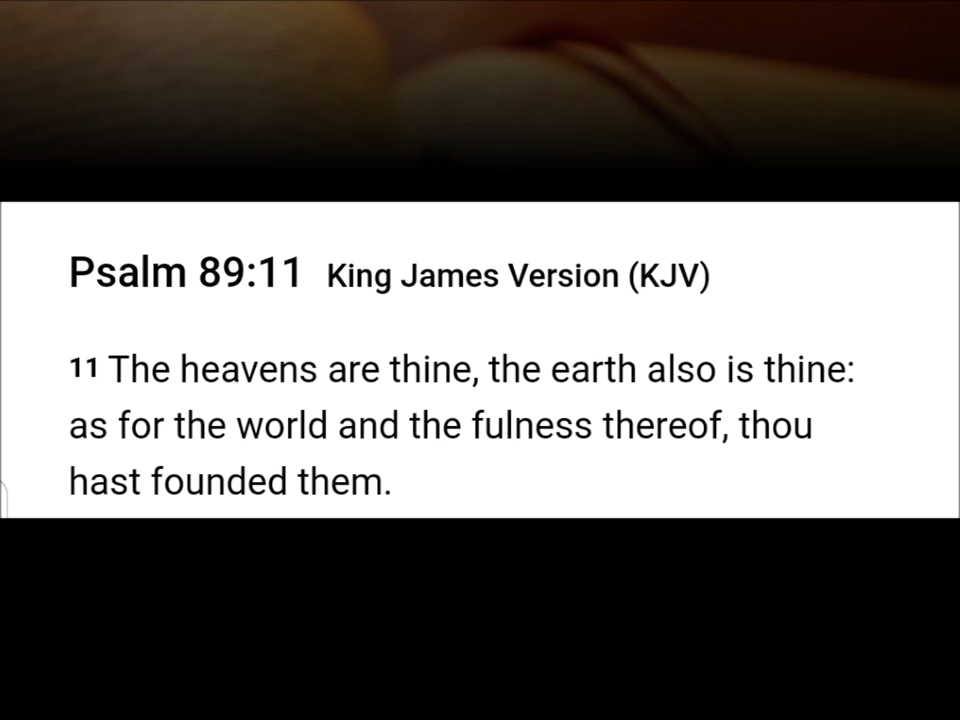 Psalm 89:11 King James Version (KJV)
11 The heavens are thine, the earth also is thine:
as for the world and the fulness thereof, thou
hast founded them.